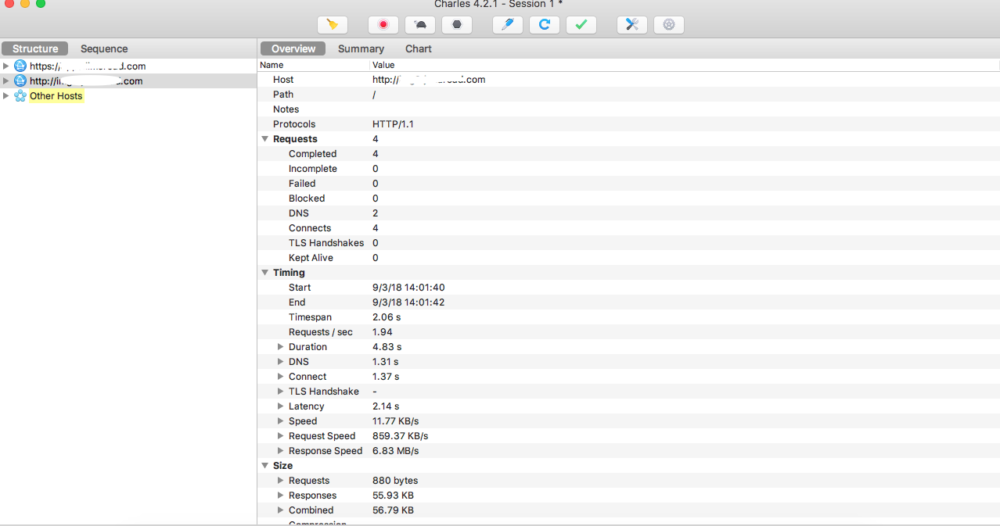 Charles 4.2.1 - Session 1 *
Structure Sequence
https:// .com
http:// .com
Other Hosts
Overview Summary Chart
Name Value
Host http:// .com
Path /
Notes
Protocols HTTP/1.1
Requests 4
Completed 4
Incomplete 0
Failed 0
Blocked 0
DNS 2
Connects 4
TLS Handshakes 0
Kept Alive 0
Timing
Start 9/3/18 14:01:40
End 9/3/18 14:01:42
Timespan 2.06 s
Requests / sec 1.94
Duration 4.83 s
DNS 1.31 s
Connect 1.37 s
TLS Handshake -
Latency 2.14 s
Speed 11.77 KB/s
Request Speed 859.37 KB/s
Response Speed 6.83 MB/s
Size
Requests 880 bytes
Responses 55.93 KB
Combined 56.79 KB
Compression